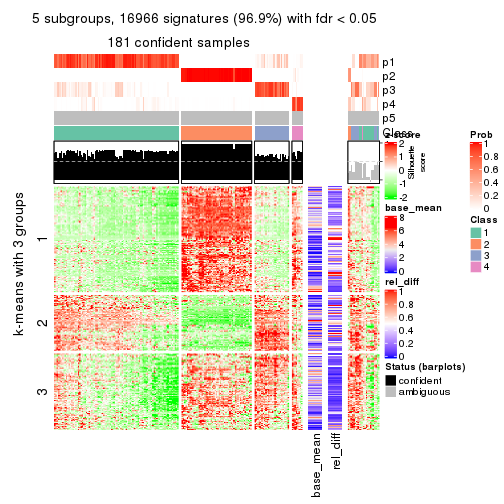 5 subgroups, 16966 signatures (96.9%) with fdr < 0.05
181 confident samples
p1
p2
p3
p4
p5
Class
k-means with 3 groups
1
2
3
Silhouette
score
z-score
2
1
0
-1
-2
base_mean
8
6
4
2
0
rel_diff
1
0.8
0.6
0.4
0.2
0
Status (barplots)
confident
ambiguous
Prob
1
0.8
0.6
0.4
0.2
0
Class
1
2
3
4
base_mean
rel_diff